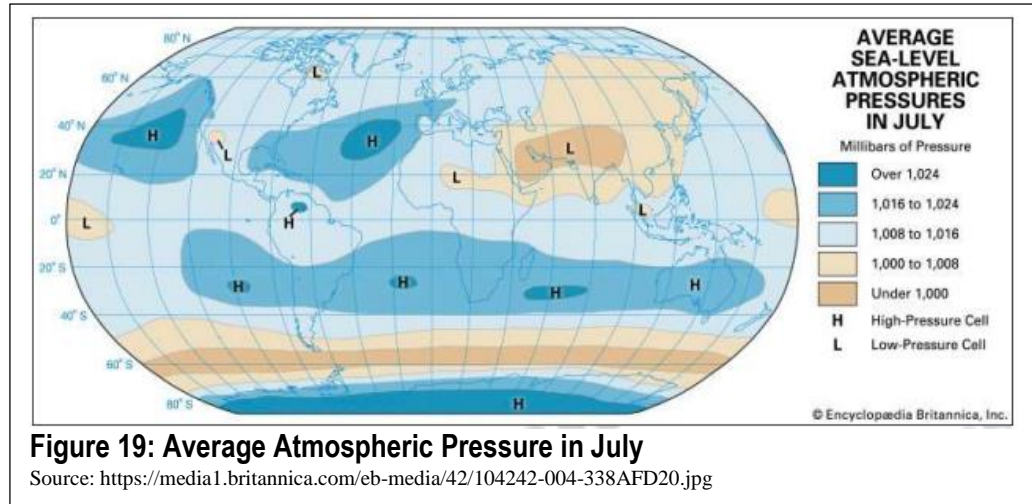 80° N
60° N
40° N
20° N
0°
20° S
40° S
60° S
80° S
L
H
H
L
L
L
L
L
H
H
H
H
H
H
AVERAGE
SEA-LEVEL
ATMOSPHERIC
PRESSURES
IN JULY
Millibars of Pressure
Over 1,024
1,016 to 1,024
1,008 to 1,016
1,000 to 1,008
Under 1,000
H High-Pressure Cell
L Low-Pressure Cell
© Encyclopædia Britannica, Inc.
Figure 19: Average Atmospheric Pressure in July
Source: https://media1.britannica.com/eb-media/42/104242-004-338AFD20.jpg